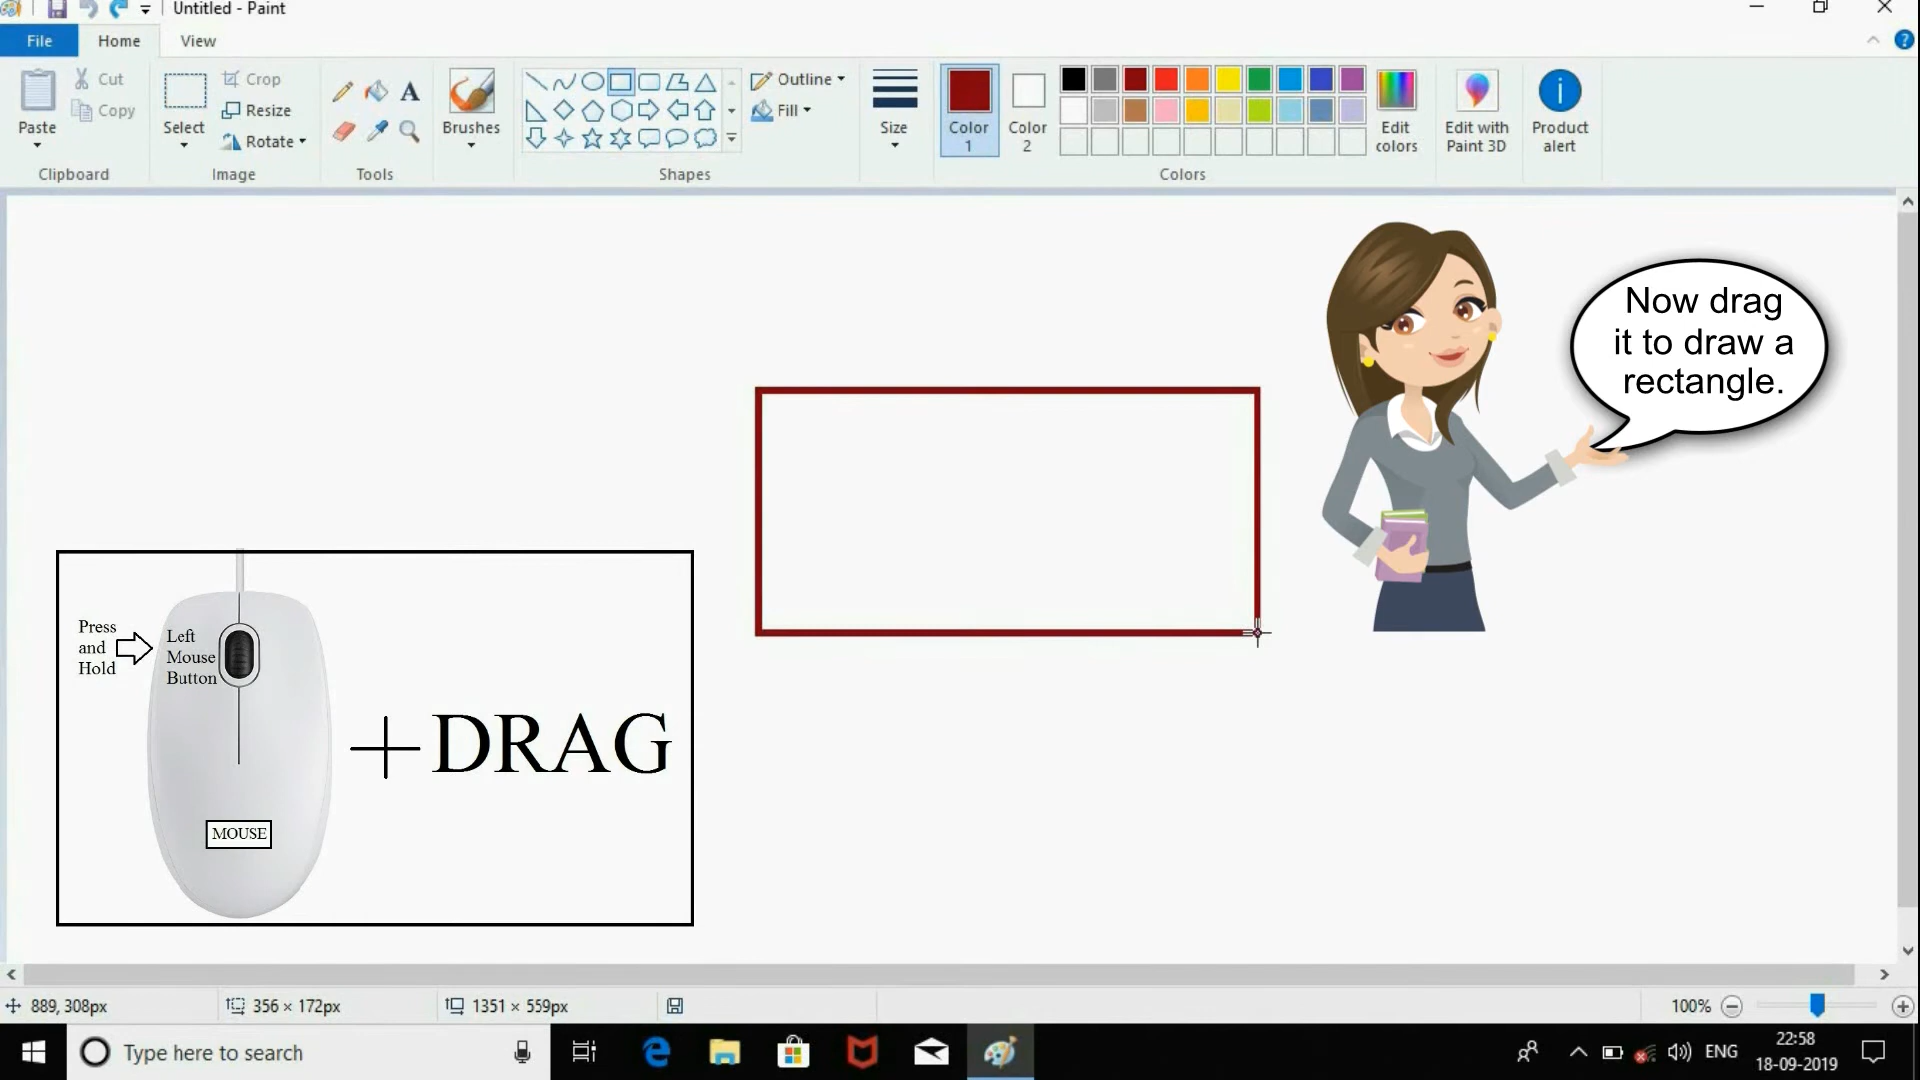 Untitled - Paint
File Home View
Paste
Cut
Copy
Clipboard
Select
Crop
Resize
Rotate
Image
A
Tools
Brushes
Shapes
Outline
Fill
Size
Color
1
Color
2
Colors
Edit
colors
Edit with
Paint 3D
Product
alert
Now drag
it to draw a
rectangle.
Press
and
Hold
Left
Mouse
Button
+DRAG
MOUSE
889, 308px
356 × 172px
1351 × 559px
100%
Type here to search
ENG
22:58
18-09-2019